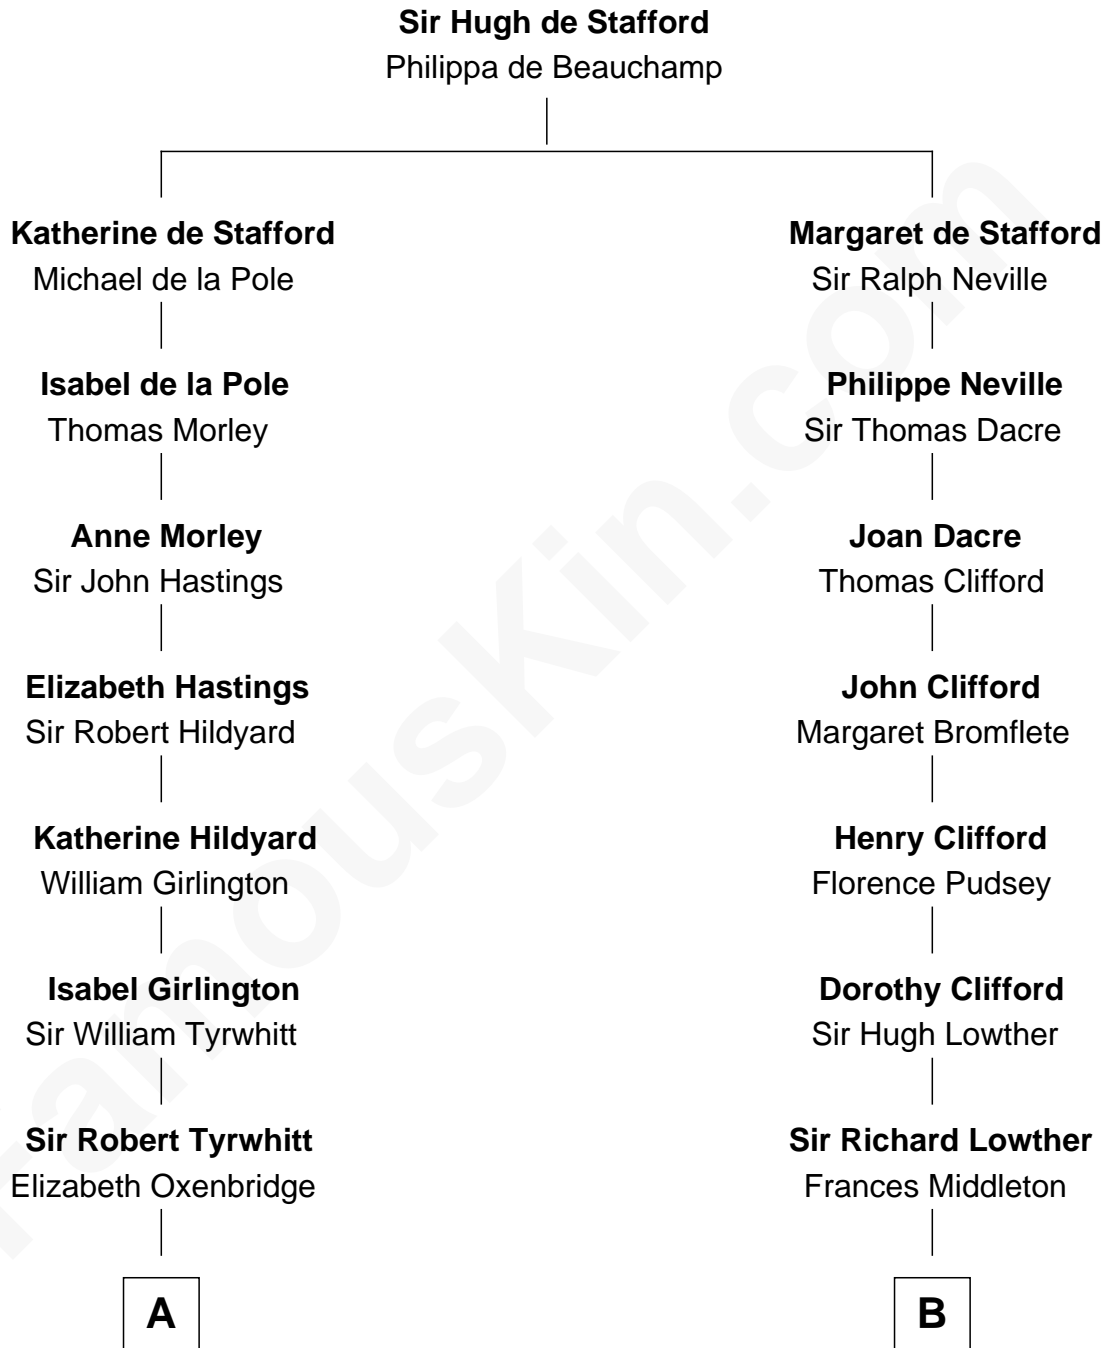 Sir Hugh de Stafford
Philippa de Beauchamp
Katherine de Stafford
Michael de la Pole
Isabel de la Pole
Thomas Morley
Anne Morley
Sir John Hastings
Elizabeth Hastings
Sir Robert Hildyard
Katherine Hildyard
William Girlington
Isabel Girlington
Sir William Tyrwhitt
Sir Robert Tyrwhitt
Elizabeth Oxenbridge
A
Margaret de Stafford
Sir Ralph Neville
Philippe Neville
Sir Thomas Dacre
Joan Dacre
Thomas Clifford
John Clifford
Margaret Bromflete
Henry Clifford
Florence Pudsey
Dorothy Clifford
Sir Hugh Lowther
Sir Richard Lowther
Frances Middleton
B
FamousKin.com